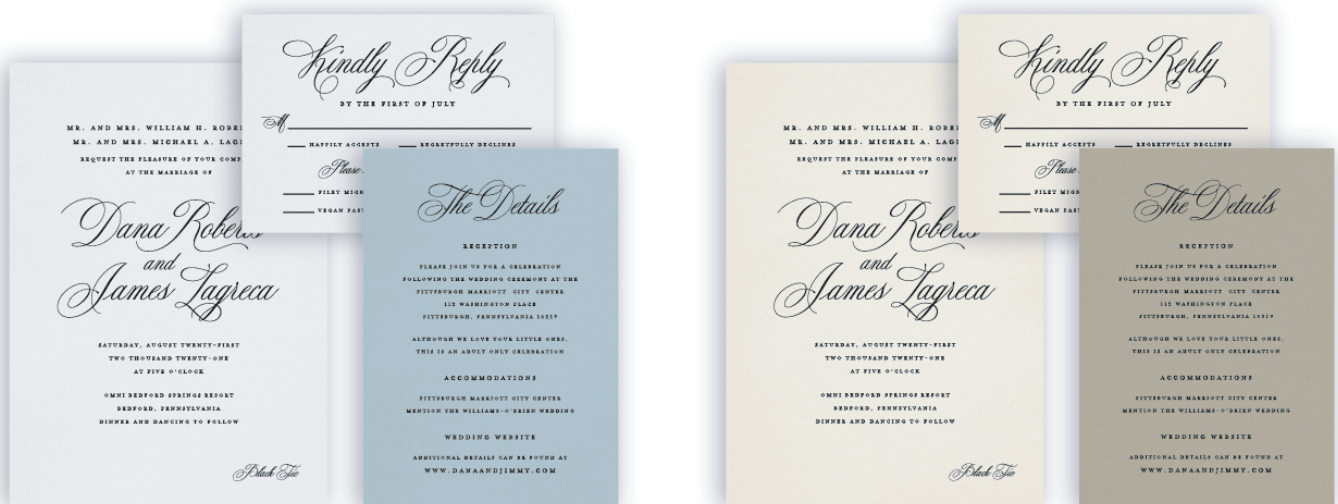 MR. AND MRS. WILLIAM H.
MR. AND MRS. MICHAEL A.
REQUEST THE PLEASURE OF YOUR
AT THE MARRIAGE OF
Dana Roberts
and
James Lagreca
SATURDAY, AUGUST TWENTY-FIRST
TWO THOUSAND TWENTY-ONE
AT FIVE O'CLOCK
OMNI BEDFORD SPRINGS RESORT
BEDFORD, PENNSYLVANIA
DINNER AND DANCING TO FOLLOW
Black Tie
Kindly Reply
BY THE FIRST OF JULY
M
HAPPILY ACCEPTS REGRETFULLY DECLINES
Please
FILET
VEGAN
The Details
RECEPTION
PLEASE JOIN US FOR A CELEBRATION
FOLLOWING THE WEDDING CEREMONY AT THE
PITTSBURGH MARRIOTT CITY CENTER
112 WASHINGTON PLACE
PITTSBURGH, PENNSYLVANIA 15219
ALTHOUGH WE LOVE YOUR LITTLE ONES,
THIS IS AN ADULT ONLY CELEBRATION
ACCOMMODATIONS
PITTSBURGH MARRIOTT CITY CENTER
MENTION THE WILLIAMS-O'BRIEN WEDDING
WEDDING WEBSITE
ADDITIONAL DETAILS CAN BE FOUND AT
WWW.DANAANDJIMMY.COM
MR. AND MRS. WILLIAM H.
MR. AND MRS. MICHAEL A.
REQUEST THE PLEASURE OF YOUR
AT THE MARRIAGE OF
Dana Roberts
and
James Lagreca
SATURDAY, AUGUST TWENTY-FIRST
TWO THOUSAND TWENTY-ONE
AT FIVE O'CLOCK
OMNI BEDFORD SPRINGS RESORT
BEDFORD, PENNSYLVANIA
DINNER AND DANCING TO FOLLOW
Black Tie
Kindly Reply
BY THE FIRST OF JULY
M
HAPPILY ACCEPTS REGRETFULLY DECLINES
Please
FILET
VEGAN
The Details
RECEPTION
PLEASE JOIN US FOR A CELEBRATION
FOLLOWING THE WEDDING CEREMONY AT THE
PITTSBURGH MARRIOTT CITY CENTER
112 WASHINGTON PLACE
PITTSBURGH, PENNSYLVANIA 15219
ALTHOUGH WE LOVE YOUR LITTLE ONES,
THIS IS AN ADULT ONLY CELEBRATION
ACCOMMODATIONS
PITTSBURGH MARRIOTT CITY CENTER
MENTION THE WILLIAMS-O'BRIEN WEDDING
WEDDING WEBSITE
ADDITIONAL DETAILS CAN BE FOUND AT
WWW.DANAANDJIMMY.COM